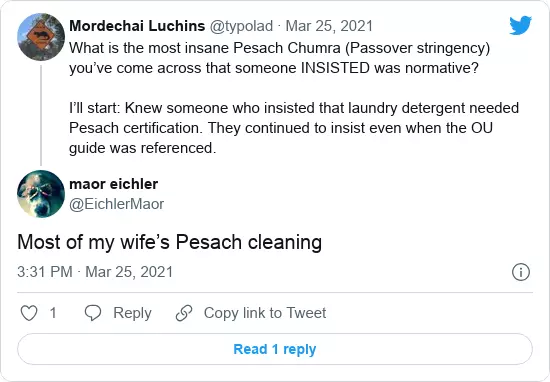 Mordechai Luchins @typolad · Mar 25, 2021
What is the most insane Pesach Chumra (Passover stringency)
you’ve come across that someone INSISTED was normative?
I’ll start: Knew someone who insisted that laundry detergent needed
Pesach certification. They continued to insist even when the OU
guide was referenced.
maor eichler
@EichlerMaor
Most of my wife’s Pesach cleaning
3:31 PM · Mar 25, 2021
1 Reply Copy link to Tweet
Read 1 reply